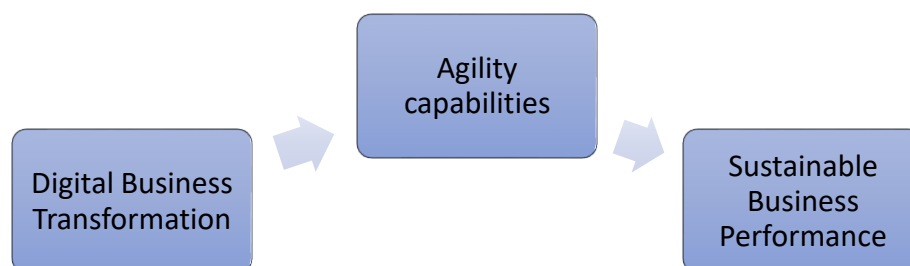 Agility
capabilities
Digital Business
Transformation
Sustainable
Business
Performance